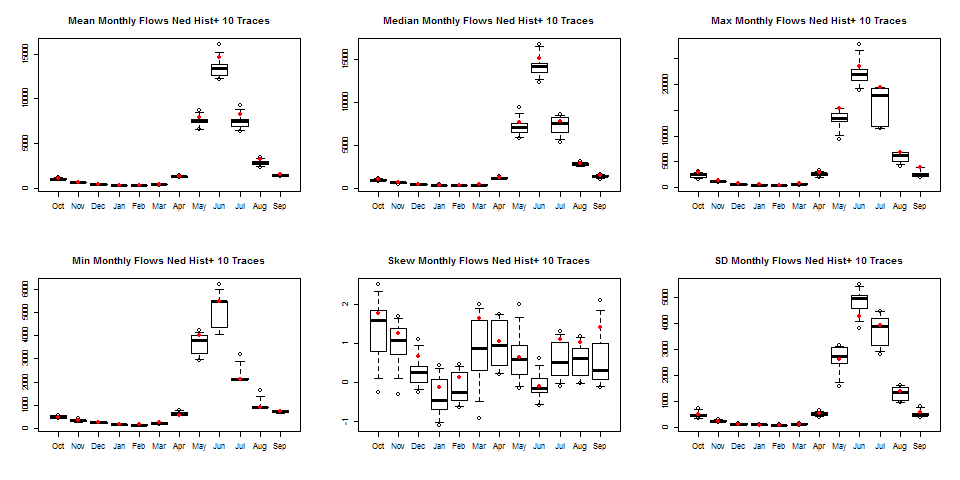 Mean Monthly Flows Ned Hist+ 10 Traces
15000
10000
5000
0
Oct Nov Dec Jan Feb Mar Apr May Jun Jul Aug Sep
Median Monthly Flows Ned Hist+ 10 Traces
15000
10000
5000
0
Oct Nov Dec Jan Feb Mar Apr May Jun Jul Aug Sep
Max Monthly Flows Ned Hist+ 10 Traces
20000
10000
5000
0
Oct Nov Dec Jan Feb Mar Apr May Jun Jul Aug Sep
Min Monthly Flows Ned Hist+ 10 Traces
6000
5000
4000
3000
2000
1000
0
Oct Nov Dec Jan Feb Mar Apr May Jun Jul Aug Sep
Skew Monthly Flows Ned Hist+ 10 Traces
2
1
0
-1
Oct Nov Dec Jan Feb Mar Apr May Jun Jul Aug Sep
SD Monthly Flows Ned Hist+ 10 Traces
5000
4000
3000
2000
1000
0
Oct Nov Dec Jan Feb Mar Apr May Jun Jul Aug Sep